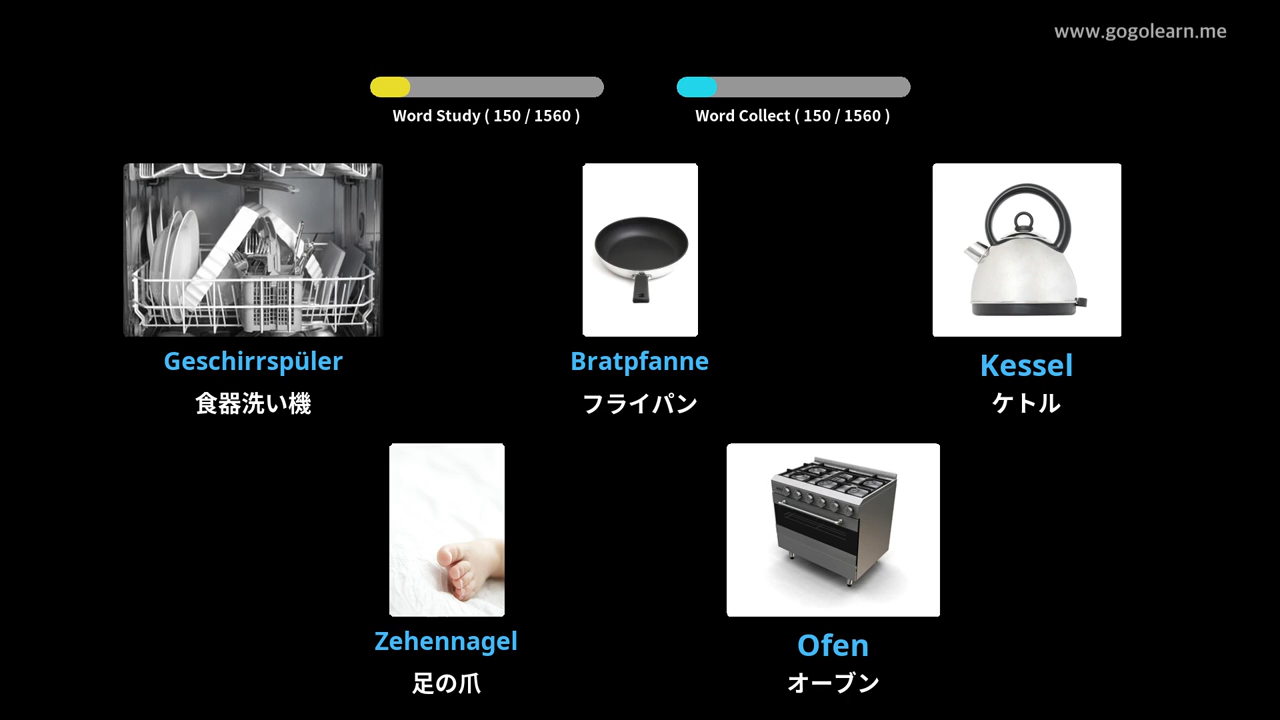 www.gogolearn.me
Word Study ( 150 / 1560 )
Word Collect ( 150 / 1560 )
Geschirrspüler
食器洗い機
Bratpfanne
フライパン
Kessel
ケトル
Zehennagel
足の爪
Ofen
オーブン